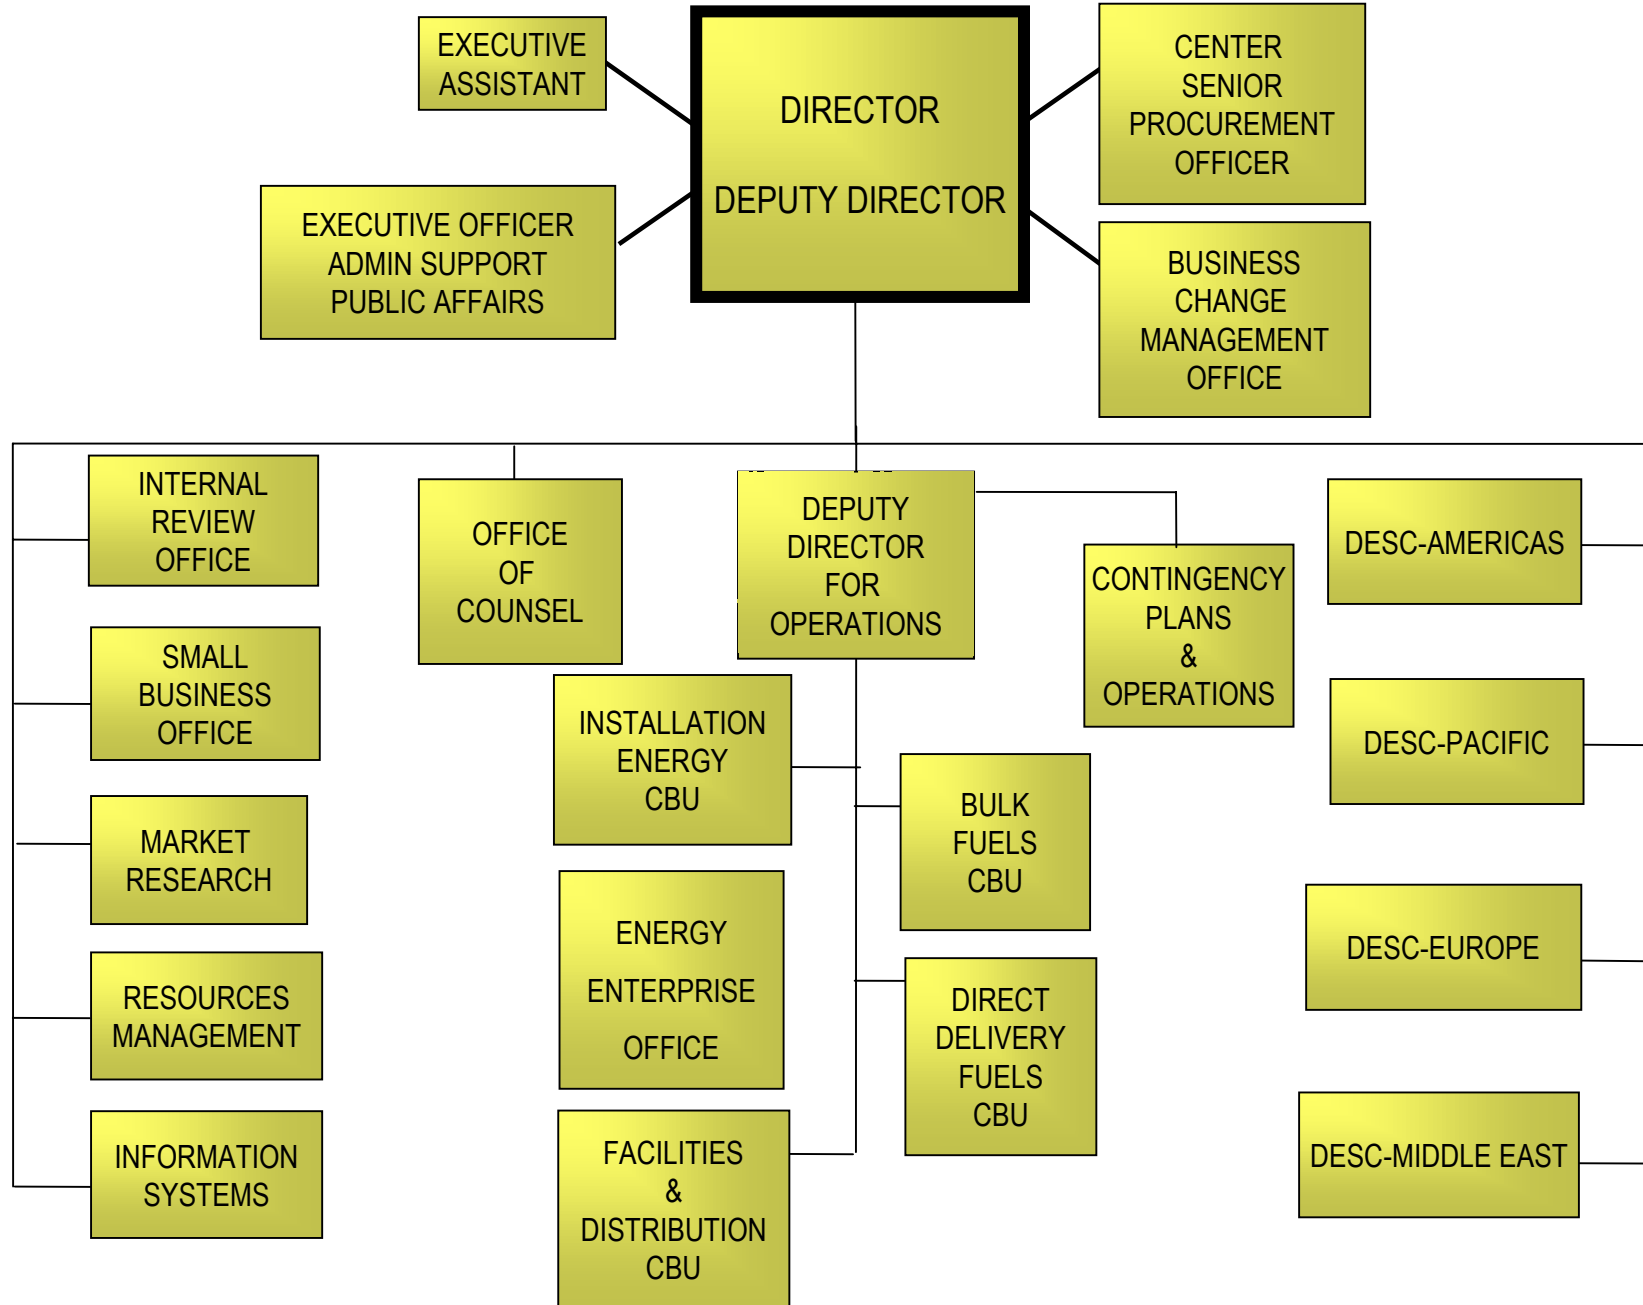 EXECUTIVE
ASSISTANT
DIRECTOR
DEPUTY DIRECTOR
CENTER
SENIOR
PROCUREMENT
OFFICER
EXECUTIVE OFFICER
ADMIN SUPPORT
PUBLIC AFFAIRS
BUSINESS
CHANGE
MANAGEMENT
OFFICE
INTERNAL
REVIEW
OFFICE
OFFICE
OF
COUNSEL
DEPUTY
DIRECTOR
FOR
OPERATIONS
CONTINGENCY
PLANS
&
OPERATIONS
DESC-AMERICAS
SMALL
BUSINESS
OFFICE
INSTALLATION
ENERGY
CBU
DESC-PACIFIC
MARKET
RESEARCH
BULK
FUELS
CBU
ENERGY
ENTERPRISE
OFFICE
DESC-EUROPE
RESOURCES
MANAGEMENT
DIRECT
DELIVERY
FUELS
CBU
INFORMATION
SYSTEMS
FACILITIES
&
DISTRIBUTION
CBU
DESC-MIDDLE EAST